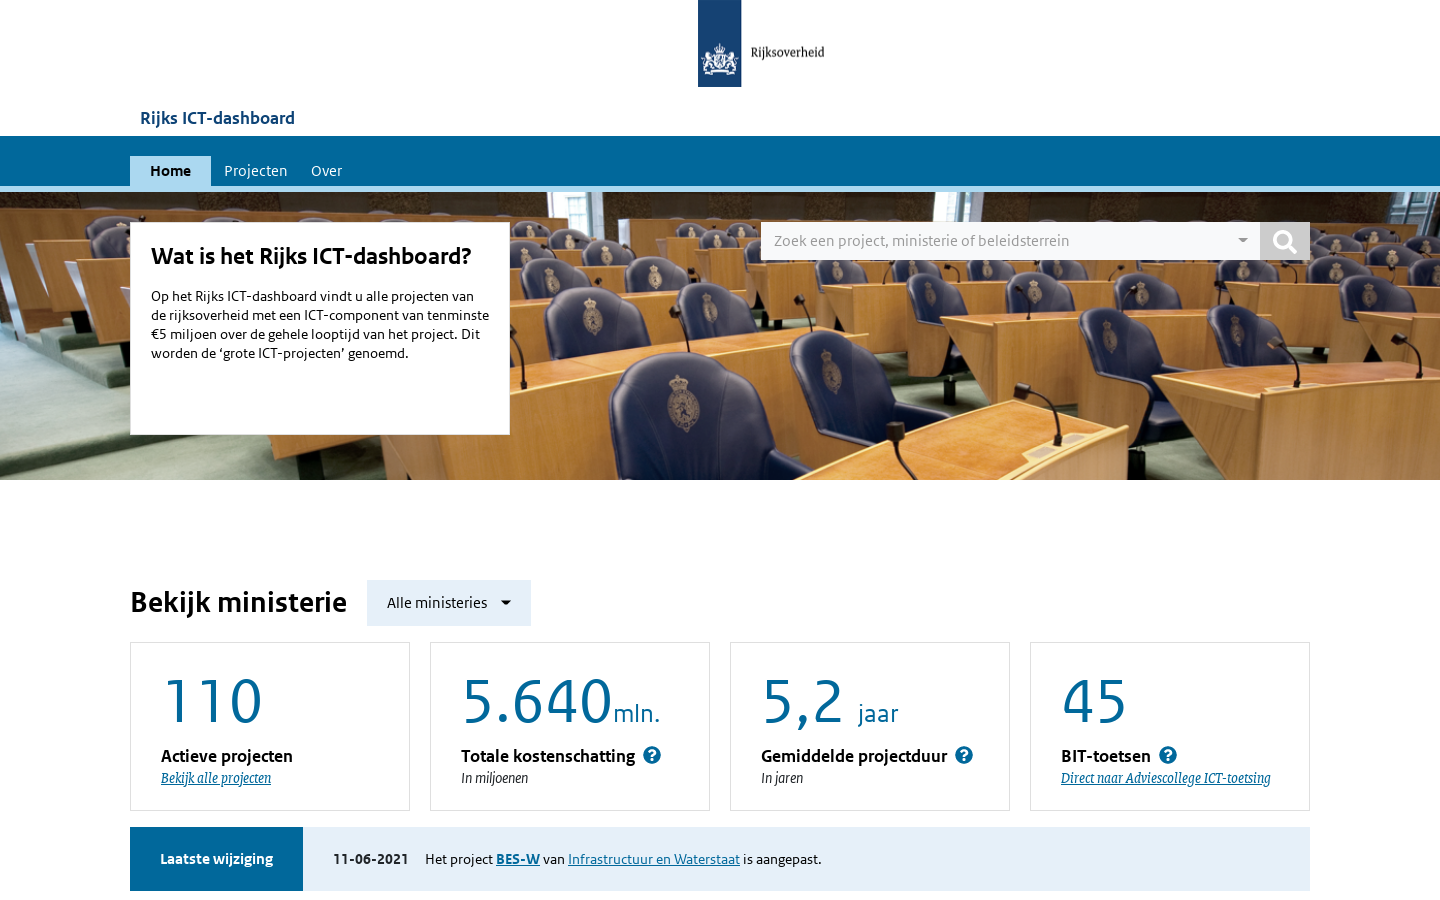 Rijksoverheid
Rijks ICT-dashboard
Home
Projecten
Over
Wat is het Rijks ICT-dashboard?
Op het Rijks ICT-dashboard vindt u alle projecten van
de rijksoverheid met een ICT-component van tenminste
€5 miljoen over de gehele looptijd van het project. Dit
worden de ‘grote ICT-projecten’ genoemd.
Zoek een project, ministerie of beleidsterrein
Bekijk ministerie
Alle ministeries
110
Actieve projecten
Bekijk alle projecten
5.640mln.
Totale kostenschatting ?
In miljoenen
5,2 jaar
Gemiddelde projectduur ?
In jaren
45
BIT-toetsen ?
Direct naar Adviescollege ICT-toetsing
Laatste wijziging
11-06-2021 Het project BES-W van Infrastructuur en Waterstaat is aangepast.